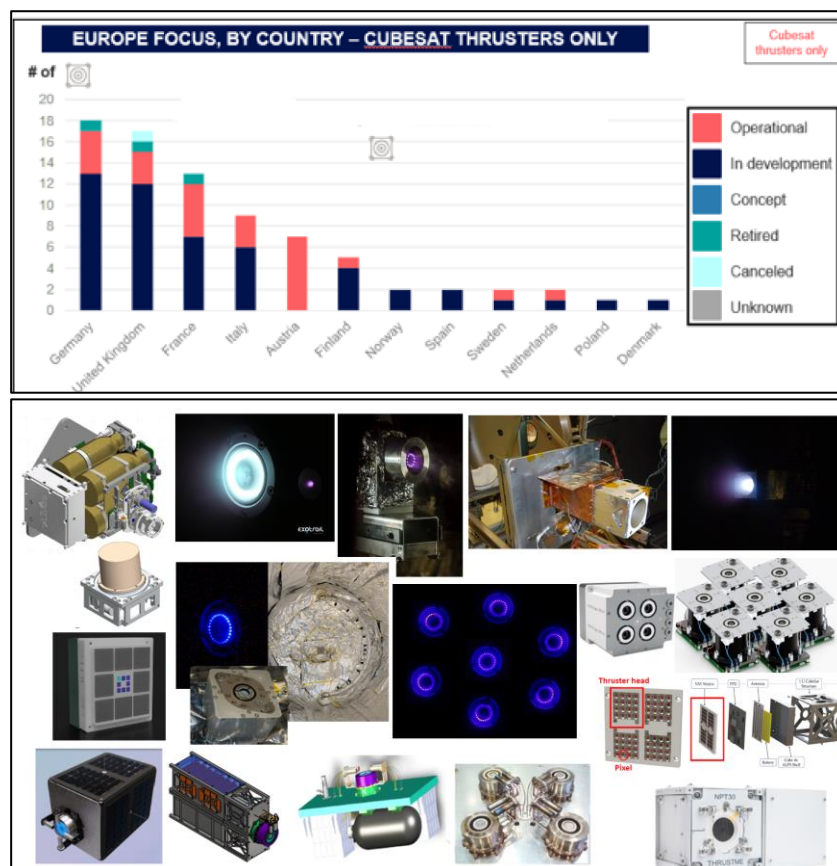 EUROPE FOCUS, BY COUNTRY – CUBESAT THRUSTERS ONLY
Cubesat
thrusters only
# of
20
18
16
14
12
10
8
6
4
2
0
Germany
United Kingdom
France
Italy
Austria
Finland
Norway
Spain
Sweden
Netherlands
Poland
Denmark
Operational
In development
Concept
Retired
Canceled
Unknown
exotrail
Thruster head
Pixel
NPT30
THRUSTME